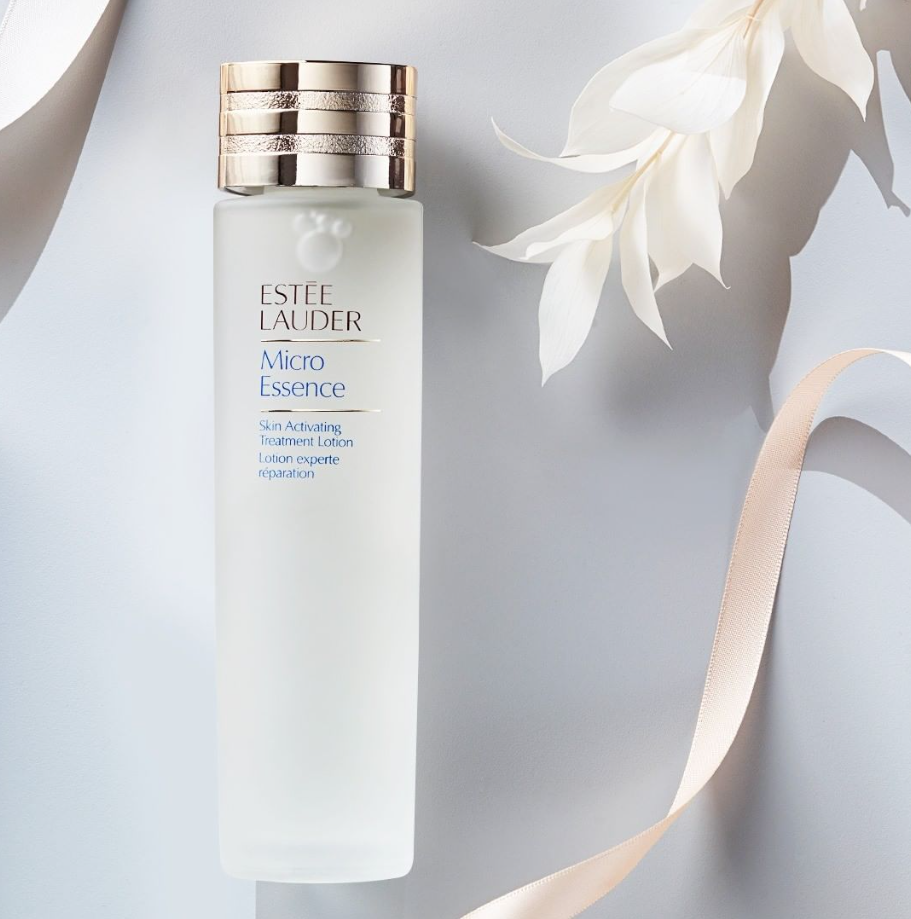 ESTĒE
LAUDER
Micro
Essence
Skin Activating
Treatment Lotion
Lotion experte
réparation